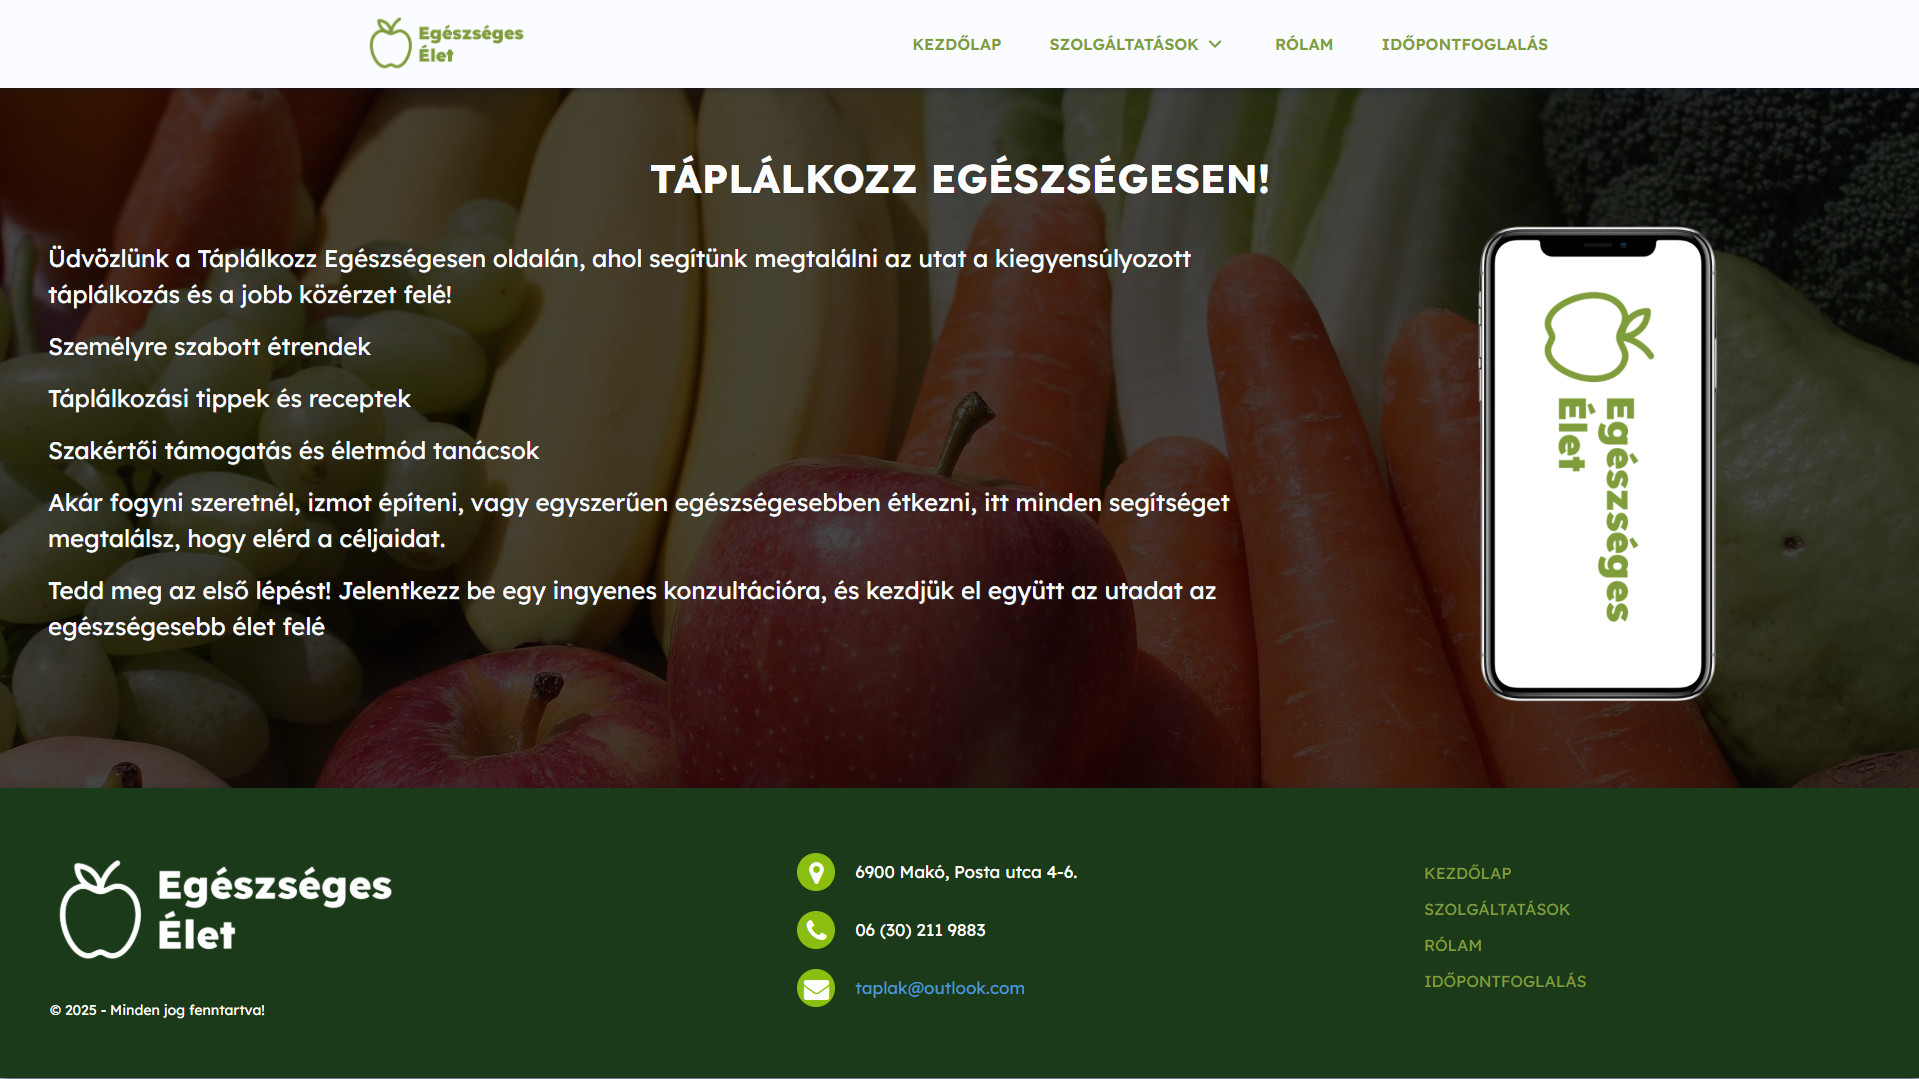 Egészséges
Élet
KEZDŐLAP
SZOLGÁLTATÁSOK
RÓLAM
IDŐPONTFOGLALÁS
TÁPLÁLKOZZ EGÉSZSÉGESEN!
Üdvözlünk a Táplálkozz Egészségesen oldalán, ahol segítünk megtalálni az utat a kiegyensúlyozott
táplálkozás és a jobb közérzet felé!
Személyre szabott étrendek
Táplálkozási tippek és receptek
Szakértői támogatás és életmód tanácsok
Akár fogyni szeretnél, izmot építeni, vagy egyszerűen egészségesebben étkezni, itt minden segítséget
megtalálsz, hogy elérd a céljaidat.
Tedd meg az első lépést! Jelentkezz be egy ingyenes konzultációra, és kezdjük el együtt az utadat az
egészségesebb élet felé
Egészséges
Élet
Egészséges
Élet
© 2025 - Minden jog fenntartva!
6900 Makó, Posta utca 4-6.
06 (30) 211 9883
taplak@outlook.com
KEZDŐLAP
SZOLGÁLTATÁSOK
RÓLAM
IDŐPONTFOGLALÁS